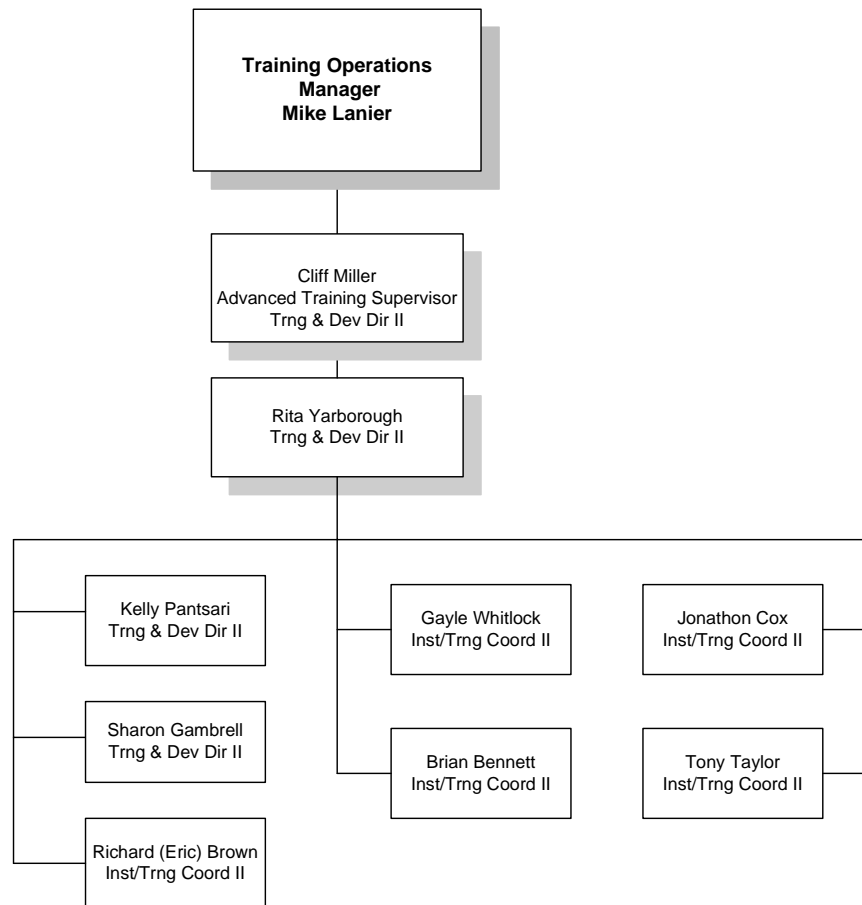 Training Operations
Manager
Mike Lanier
Cliff Miller
Advanced Training Supervisor
Trng & Dev Dir II
Rita Yarborough
Trng & Dev Dir II
Kelly Pantsari
Trng & Dev Dir II
Gayle Whitlock
Inst/Trng Coord II
Jonathon Cox
Inst/Trng Coord II
Sharon Gambrell
Trng & Dev Dir II
Brian Bennett
Inst/Trng Coord II
Tony Taylor
Inst/Trng Coord II
Richard (Eric) Brown
Inst/Trng Coord II